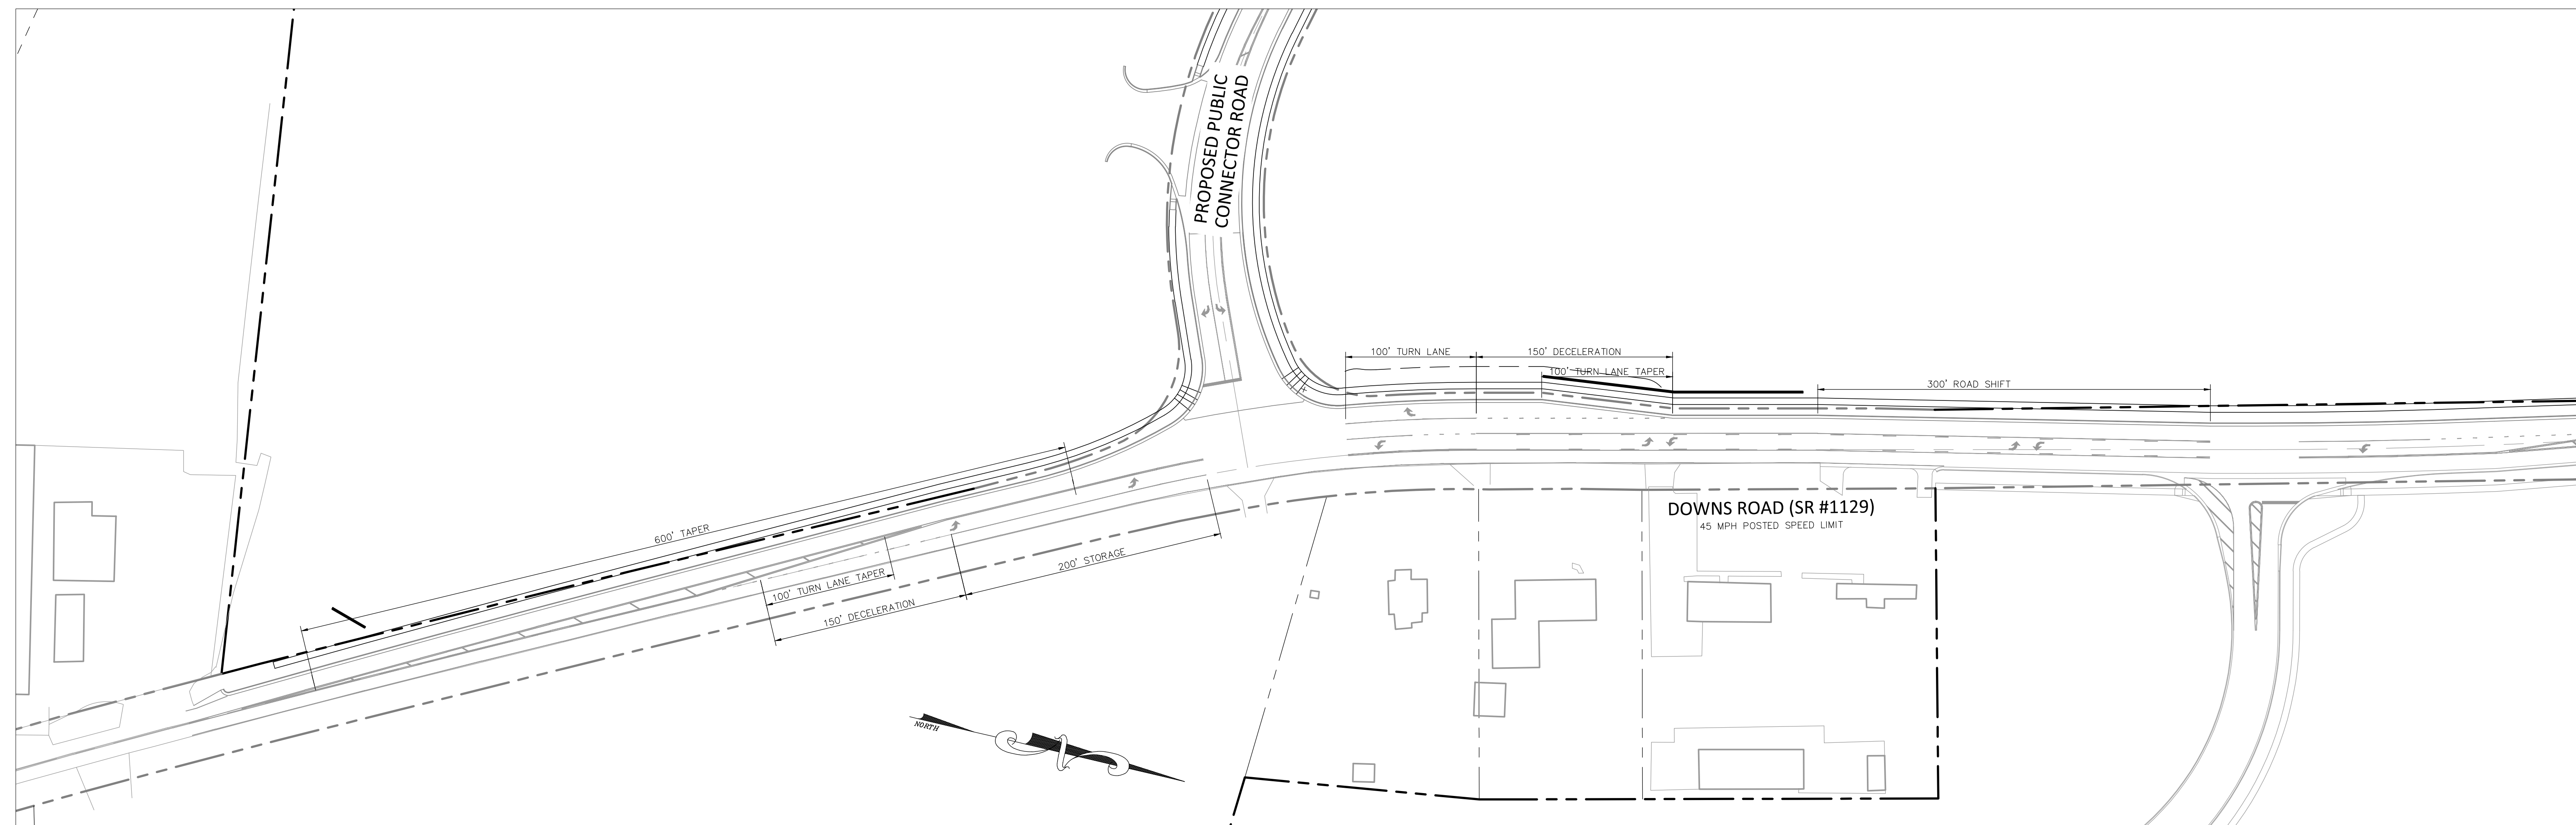 PROPOSED PUBLIC
CONNECTOR ROAD
100' TURN LANE
150' DECELERATION
100' TURN LANE TAPER
300' ROAD SHIFT
600' TAPER
DOWNS ROAD (SR #1129)
45 MPH POSTED SPEED LIMIT
200' STORAGE
100' TURN LANE TAPER
150' DECELERATION
NORTH